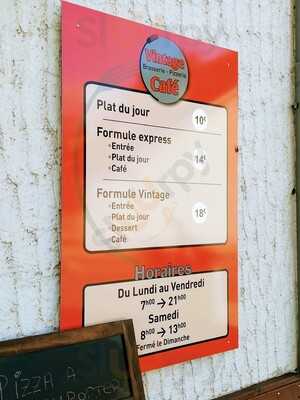 Vintage
Brasserie - Pizzeria
Café
Plat du jour 10€
Formule express
•Entrée
•Plat du jour 14€
•Café
Formule Vintage
•Entrée
Plat du jour 18€
•Dessert
Café
Horaires
Du Lundi au Vendredi
7h00 → 21h00
Samedi
8h00 → 13h00
Fermé le Dimanche
PIZZA A
EMPORTER